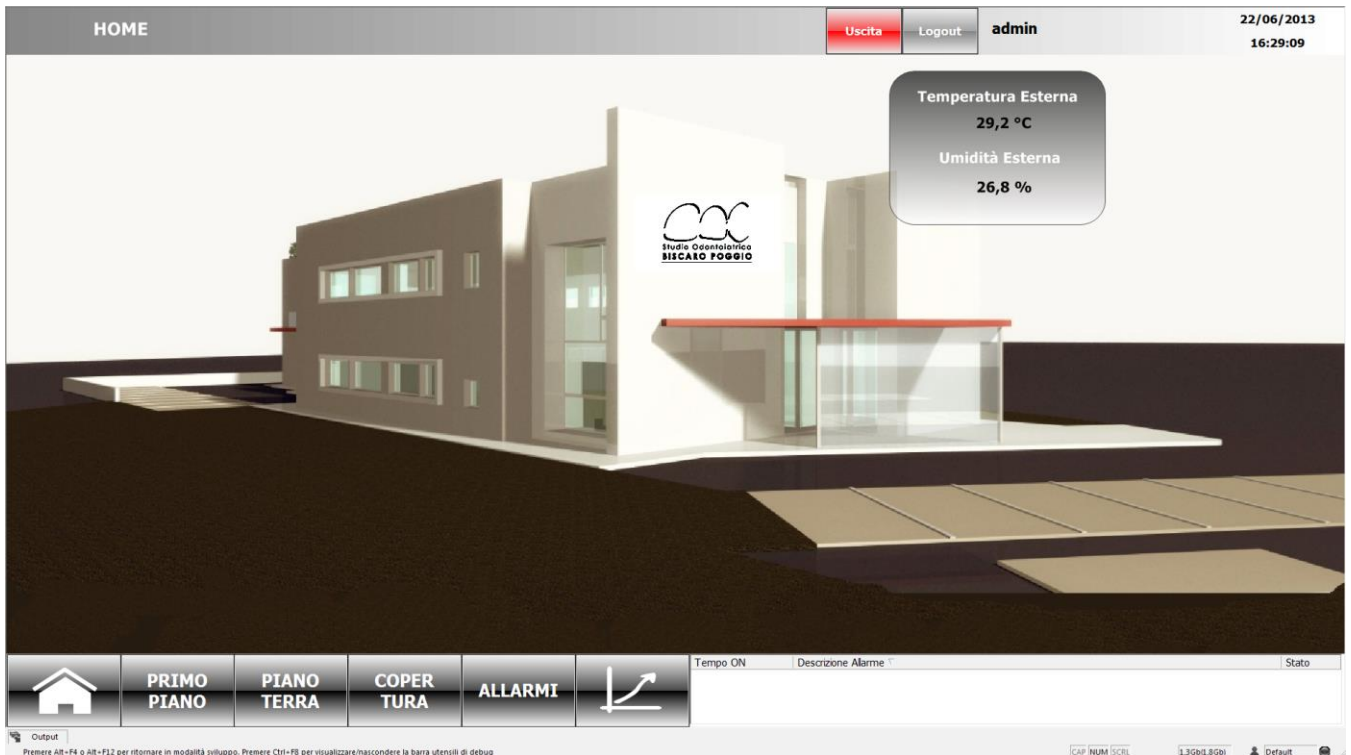 HOME
Uscita
Logout
admin
22/06/2013
16:29:09
Temperatura Esterna
29,2 °C
Umidità Esterna
26,8 %
Studio Odontoiatrico
BISCARO POGGIO
PRIMO
PIANO
PIANO
TERRA
COPER
TURA
ALLARMI
Tempo ON
Descrizione Allarme
Stato
Output
Premere Alt+F4 o Alt+F12 per ritornare in modalità sviluppo. Premere Ctrl+F8 per visualizzare/nascondere la barra utensili di debug
CAP NUM SCRL
1,3Gb(1,8Gb)
Default